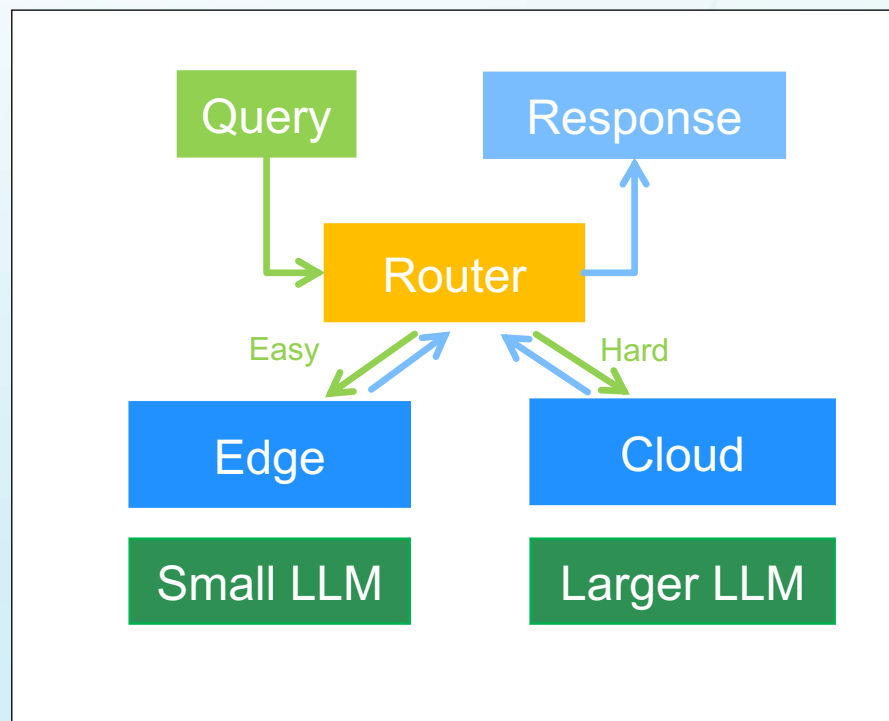 Query
Response
Router
Easy
Hard
Edge
Cloud
Small LLM
Larger LLM